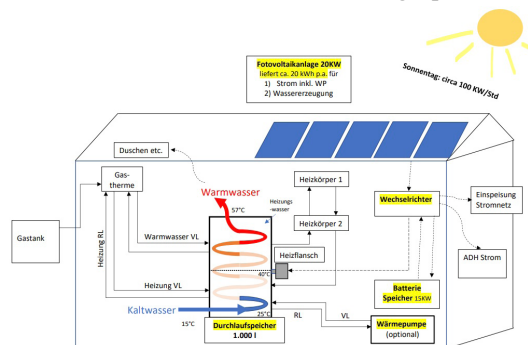 Fotovoltaikanlage 20KW
liefert ca. 20 kWh p.a. für
1) Strom inkl. WP
2) Wassererzeugung
Sonnentag: circa 100 KW/Std
Duschen etc.
Gas-
therme
Warmwasser
57°C
Heizungs
-wasser
Heizkörper 1
Heizkörper 2
Wechselrichter
Einspeisung
Stromnetz
Gastank
Heizung RL
Warmwasser VL
Heizflansch
40°C
ADH Strom
Heizung VL
Batterie
Speicher 15KW
Kaltwasser
15°C
25°C
RL
VL
Durchlaufspeicher
1.000 l
Wärmepumpe
(optional)